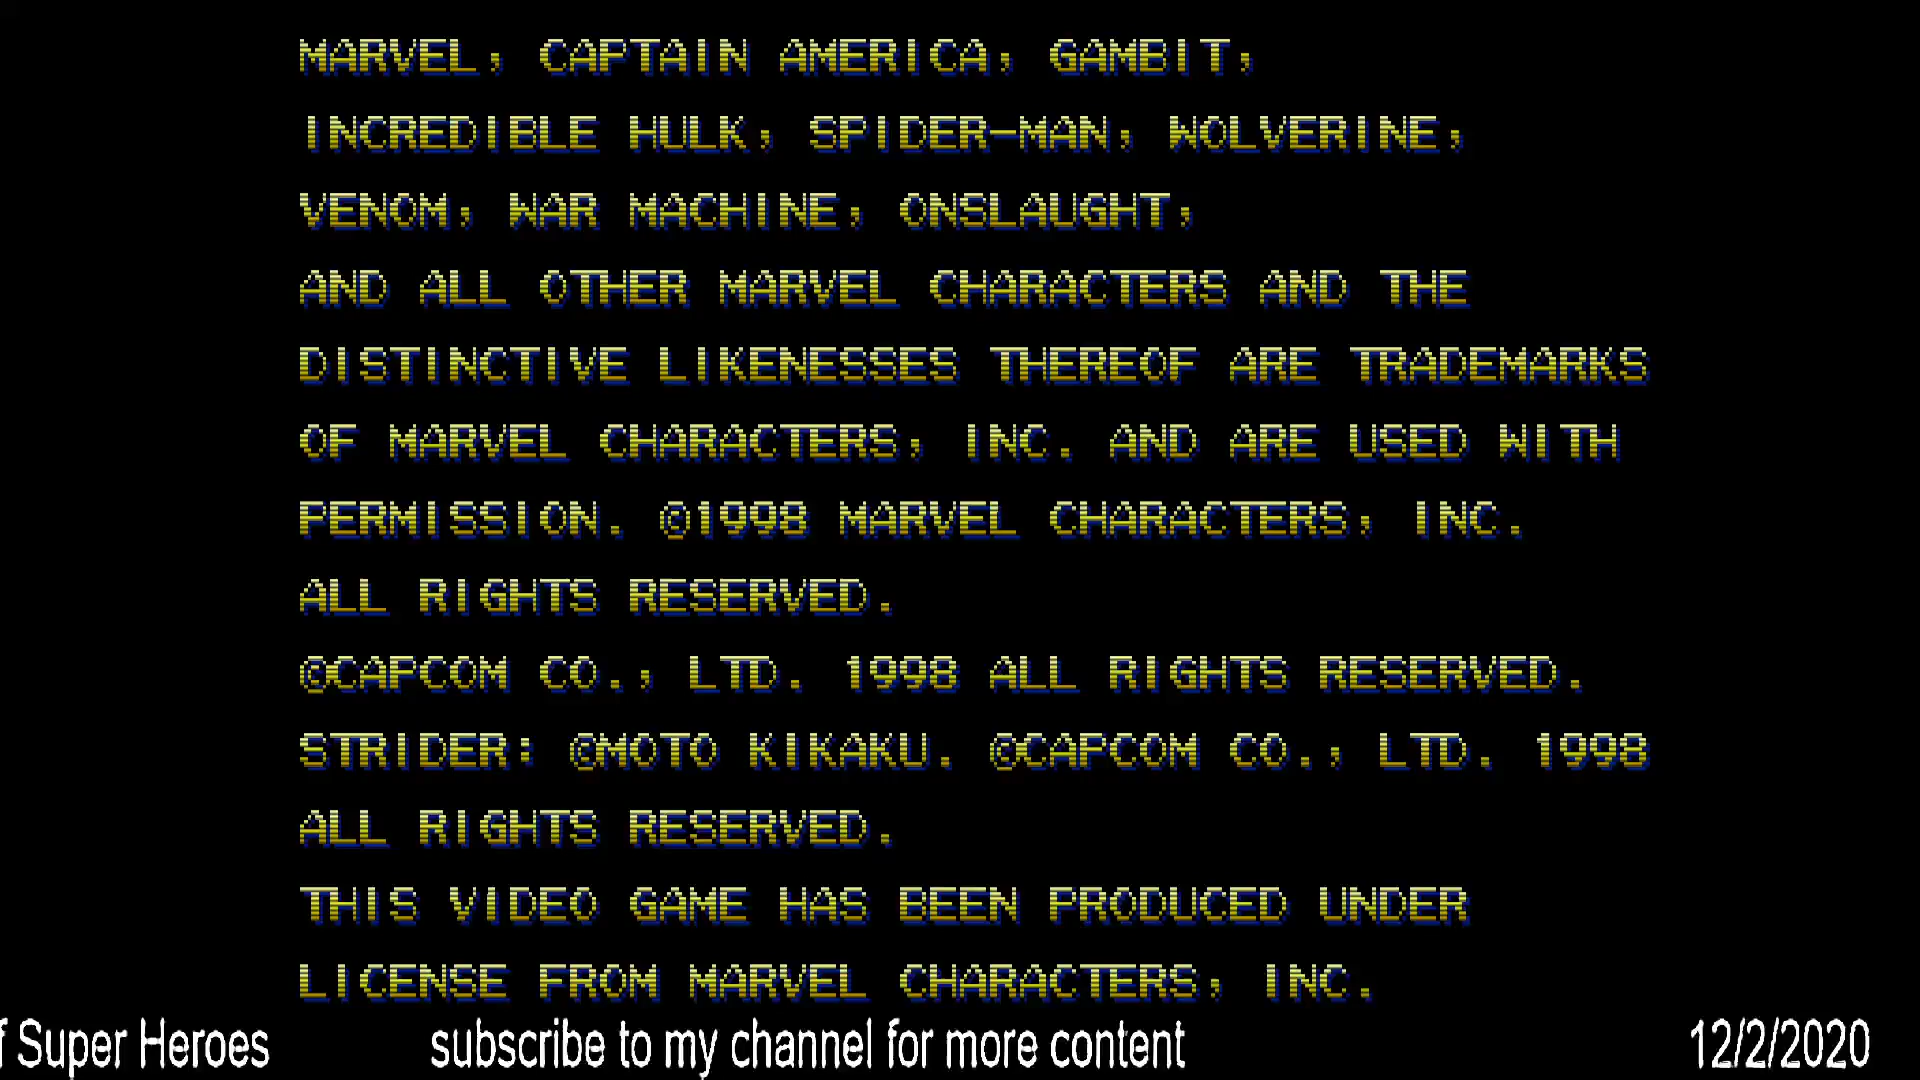 MARVEL, CAPTAIN AMERICA, GAMBIT,
INCREDIBLE HULK, SPIDER-MAN, WOLVERINE,
VENOM, WAR MACHINE, ONSLAUGHT,
AND ALL OTHER MARVEL CHARACTERS AND THE
DISTINCTIVE LIKENESSES THEREOF ARE TRADEMARKS
OF MARVEL CHARACTERS, INC. AND ARE USED WITH
PERMISSION. ©1998 MARVEL CHARACTERS, INC.
ALL RIGHTS RESERVED.
©CAPCOM CO., LTD. 1998 ALL RIGHTS RESERVED.
STRIDER: ©MOTO KIKAKU. ©CAPCOM CO., LTD. 1998
ALL RIGHTS RESERVED.
THIS VIDEO GAME HAS BEEN PRODUCED UNDER
LICENSE FROM MARVEL CHARACTERS, INC.
f Super Heroes subscribe to my channel for more content 12/2/2020